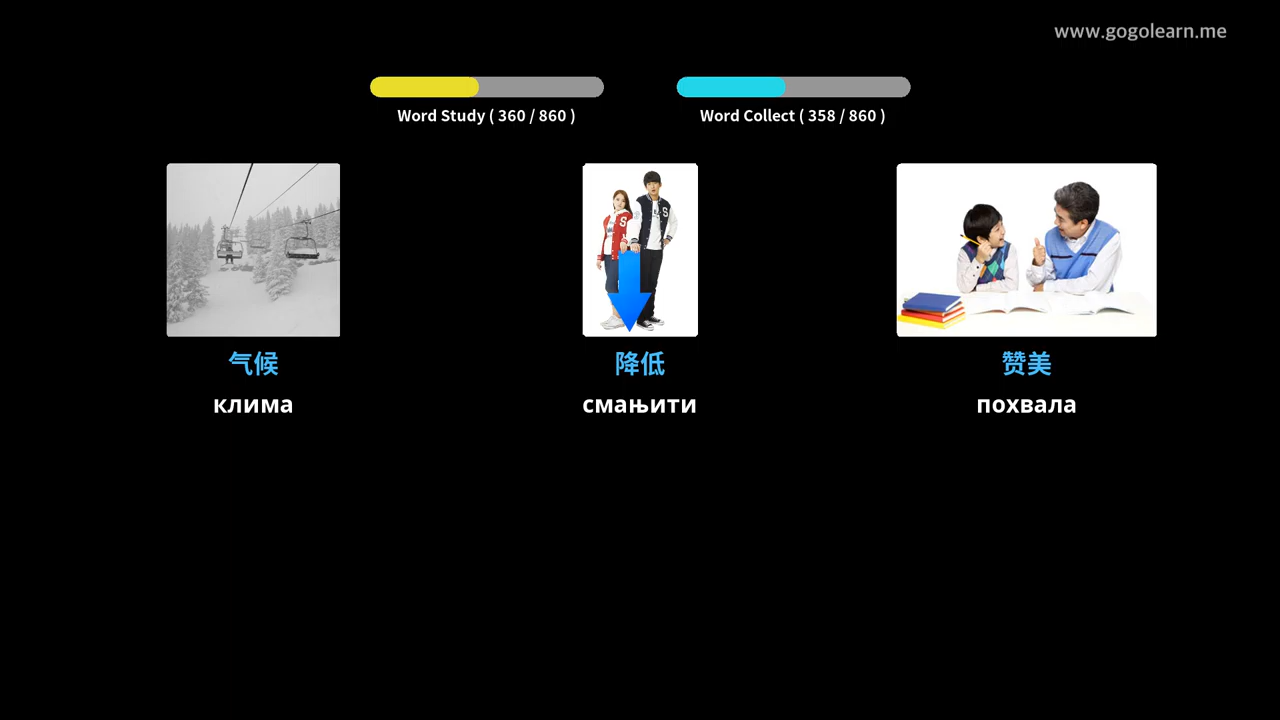 www.gogolearn.me
Word Study ( 360 / 860 )
Word Collect ( 358 / 860 )
气候
降低
赞美
клима
смањити
похвала